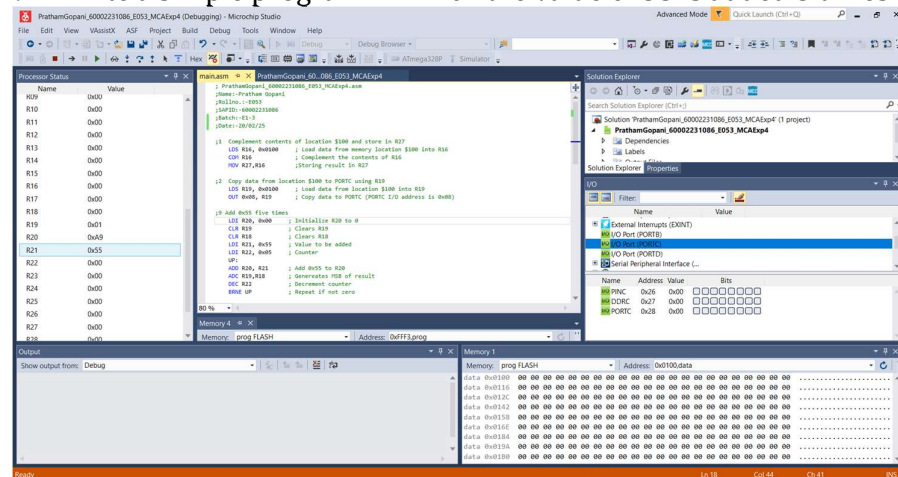 PrathamGopani_60002231086_E053_MCAExp4 (Debugging) - Microchip Studio
Advanced Mode
Quick Launch (Ctrl+Q)
File Edit View VAssistX ASF Project Build Debug Tools Window Help
Debug
Debug Browser
Hex
ATmega328P
Simulator
Processor Status
Name Value
R09 0x00
R10 0x00
R11 0x00
R12 0x00
R13 0x00
R14 0x00
R15 0x00
R16 0x00
R17 0x00
R18 0x00
R19 0x01
R20 0xA9
R21 0x55
R22 0x00
R23 0x00
R24 0x00
R25 0x00
R26 0x00
R27 0x00
R28 0x00
main.asm PrathamGopani_60...086_E053_MCAExp4
; PrathamGopani_60002231086_E053_MCAExp4.asm
;Name:-Pratham Gopani
;Rollno.:-E053
;SAPID:-60002231086
;Batch:-E1-3
;Date:-20/02/25
;1 Complement contents of location $100 and store in R27
LDS R16, 0x0100 ; Load data from memory location $100 into R16
COM R16 ; Complement the contents of R16
MOV R27,R16 ;Storing result in R27
;2 Copy data from location $100 to PORTC using R19
LDS R19, 0x0100 ; Load data from location $100 into R19
OUT 0x08, R19 ; Copy data to PORTC (PORTC I/O address is 0x08)
;9 Add 0x55 five times
LDI R20, 0x00 ; Initialize R20 to 0
CLR R19 ; Clears R19
CLR R18 ; Clears R18
LDI R21, 0x55 ; Value to be added
LDI R22, 0x05 ; Counter
UP:
ADD R20, R21 ; Add 0x55 to R20
ADC R19,R18 ; Genereates MSB of result
DEC R22 ; Decrement counter
BRNE UP ; Repeat if not zero
80 %
Memory 4
Memory: prog FLASH Address: 0xFFF3,prog
Solution Explorer
Search Solution Explorer (Ctrl+;)
Solution 'PrathamGopani_60002231086_E053_MCAExp4' (1 project)
PrathamGopani_60002231086_E053_MCAExp4
Dependencies
Labels
Output Files
Solution Explorer Properties
I/O
Filter:
Name Value
External Interrupts (EXINT)
I/O Port (PORTB)
I/O Port (PORTC)
I/O Port (PORTD)
Serial Peripheral Interface (...
Name Address Value Bits
PINC 0x26 0x00
DDRC 0x27 0x00
PORTC 0x28 0x00
Output
Show output from: Debug
Memory 1
Memory: prog FLASH Address: 0x0100,data
data 0x0100 00 00 00 00 00 00 00 00 00 00 00 00 00 00 00 00 00 00 00 00 00 00 ......................
data 0x0116 00 00 00 00 00 00 00 00 00 00 00 00 00 00 00 00 00 00 00 00 00 00 ......................
data 0x012C 00 00 00 00 00 00 00 00 00 00 00 00 00 00 00 00 00 00 00 00 00 00 ......................
data 0x0142 00 00 00 00 00 00 00 00 00 00 00 00 00 00 00 00 00 00 00 00 00 00 ......................
data 0x0158 00 00 00 00 00 00 00 00 00 00 00 00 00 00 00 00 00 00 00 00 00 00 ......................
data 0x016E 00 00 00 00 00 00 00 00 00 00 00 00 00 00 00 00 00 00 00 00 00 00 ......................
data 0x0184 00 00 00 00 00 00 00 00 00 00 00 00 00 00 00 00 00 00 00 00 00 00 ......................
data 0x019A 00 00 00 00 00 00 00 00 00 00 00 00 00 00 00 00 00 00 00 00 00 00 ......................
data 0x01B0 00 00 00 00 00 00 00 00 00 00 00 00 00 00 00 00 00 00 00 00 00 00 ......................
Ready Ln 18 Col 44 Ch 41 INS